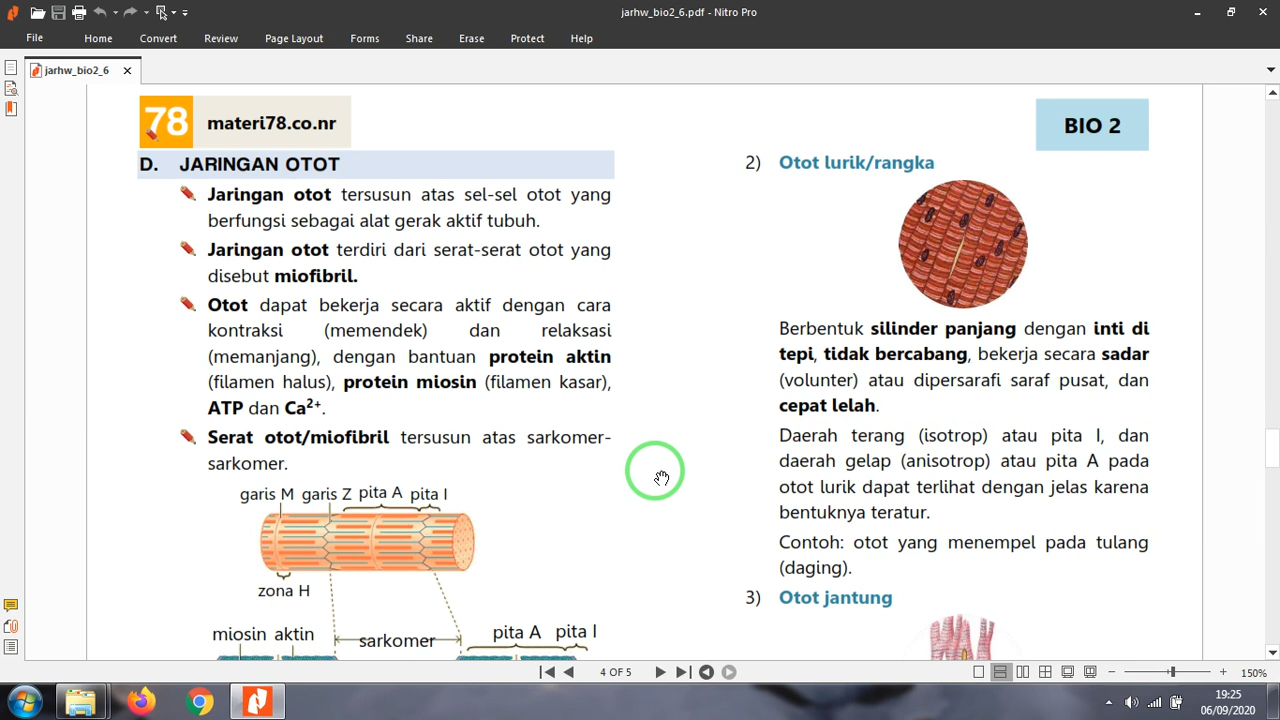 jarhw_bio2_6.pdf - Nitro Pro
File Home Convert Review Page Layout Forms Share Erase Protect Help
jarhw_bio2_6
78 materi78.co.nr
BIO 2
D. JARINGAN OTOT
Jaringan otot tersusun atas sel-sel otot yang
berfungsi sebagai alat gerak aktif tubuh.
Jaringan otot terdiri dari serat-serat otot yang
disebut miofibril.
Otot dapat bekerja secara aktif dengan cara
kontraksi (memendek) dan relaksasi
(memanjang), dengan bantuan protein aktin
(filamen halus), protein miosin (filamen kasar),
ATP dan Ca²⁺.
Serat otot/miofibril tersusun atas sarkomer-
sarkomer.
garis M garis Z pita A pita I
zona H
miosin aktin sarkomer pita A pita I
2) Otot lurik/rangka
Berbentuk silinder panjang dengan inti di
tepi, tidak bercabang, bekerja secara sadar
(volunter) atau dipersarafi saraf pusat, dan
cepat lelah.
Daerah terang (isotrop) atau pita I, dan
daerah gelap (anisotrop) atau pita A pada
otot lurik dapat terlihat dengan jelas karena
bentuknya teratur.
Contoh: otot yang menempel pada tulang
(daging).
3) Otot jantung
4 OF 5
150%
19:25
06/09/2020